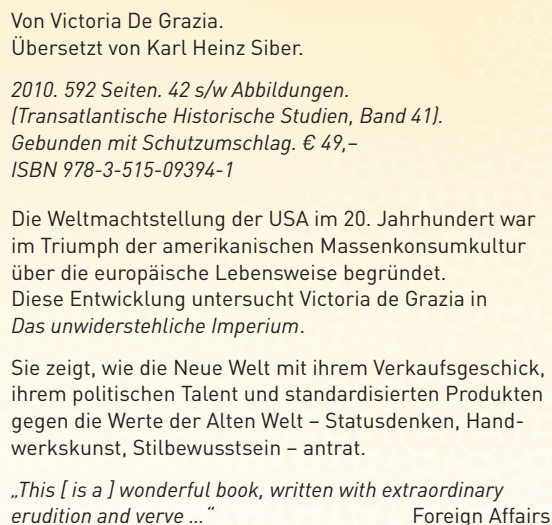 Von Victoria De Grazia.
Übersetzt von Karl Heinz Siber.
2010. 592 Seiten. 42 s/w Abbildungen.
(Transatlantische Historische Studien, Band 41).
Gebunden mit Schutzumschlag. € 49,–
ISBN 978-3-515-09394-1
Die Weltmachtstellung der USA im 20. Jahrhundert war
im Triumph der amerikanischen Massenkonsumkultur
über die europäische Lebensweise begründet.
Diese Entwicklung untersucht Victoria de Grazia in
Das unwiderstehliche Imperium.
Sie zeigt, wie die Neue Welt mit ihrem Verkaufsgeschick,
ihrem politischen Talent und standardisierten Produkten
gegen die Werte der Alten Welt – Statusdenken, Hand-
werkskunst, Stilbewusstsein – antrat.
„This [ is a ] wonderful book, written with extraordinary
erudition and verve ...“ Foreign Affairs